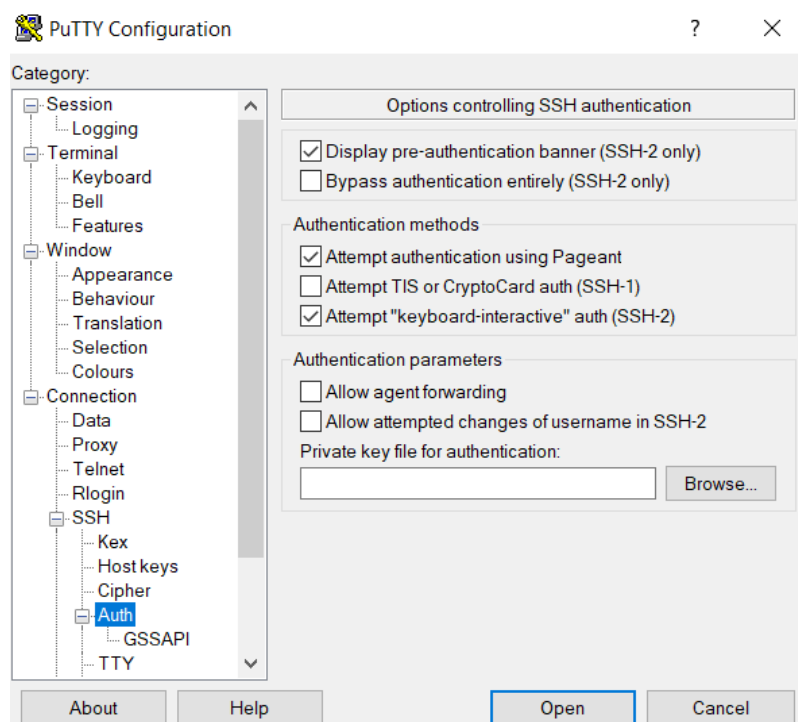 PuTTY Configuration
?
Category:
Session
Logging
Terminal
Keyboard
Bell
Features
Window
Appearance
Behaviour
Translation
Selection
Colours
Connection
Data
Proxy
Telnet
Rlogin
SSH
Kex
Host keys
Cipher
Auth
GSSAPI
TTY
Options controlling SSH authentication
Display pre-authentication banner (SSH-2 only)
Bypass authentication entirely (SSH-2 only)
Authentication methods
Attempt authentication using Pageant
Attempt TIS or CryptoCard auth (SSH-1)
Attempt "keyboard-interactive" auth (SSH-2)
Authentication parameters
Allow agent forwarding
Allow attempted changes of username in SSH-2
Private key file for authentication:
Browse...
About
Help
Open
Cancel